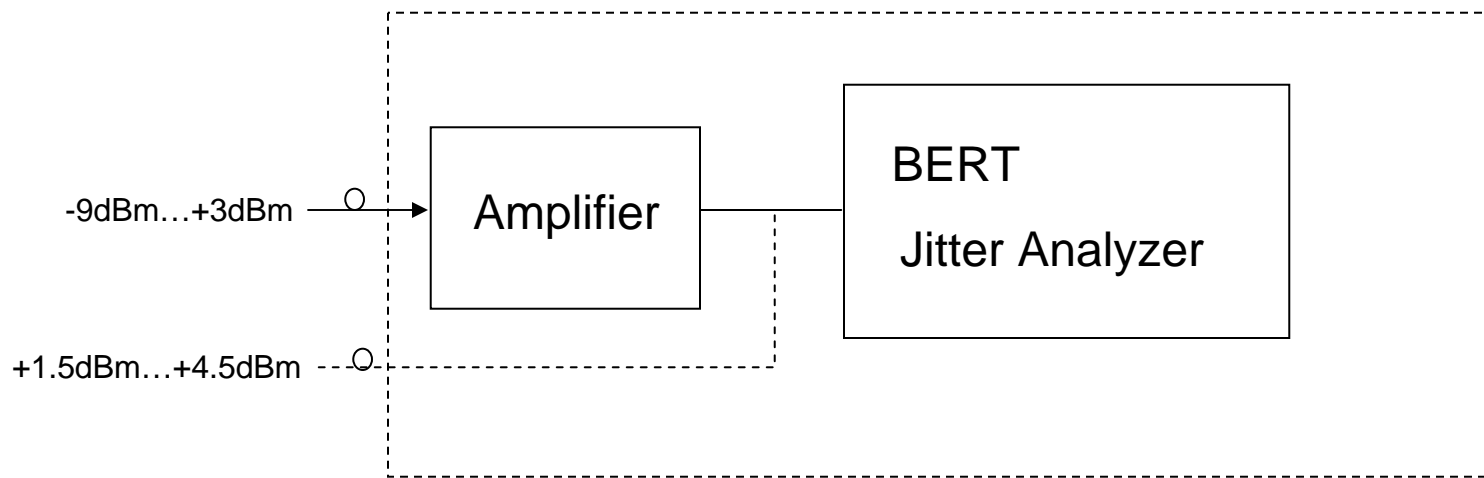 BERT
-9dBm…+3dBm
Amplifier
Jitter Analyzer
+1.5dBm…+4.5dBm